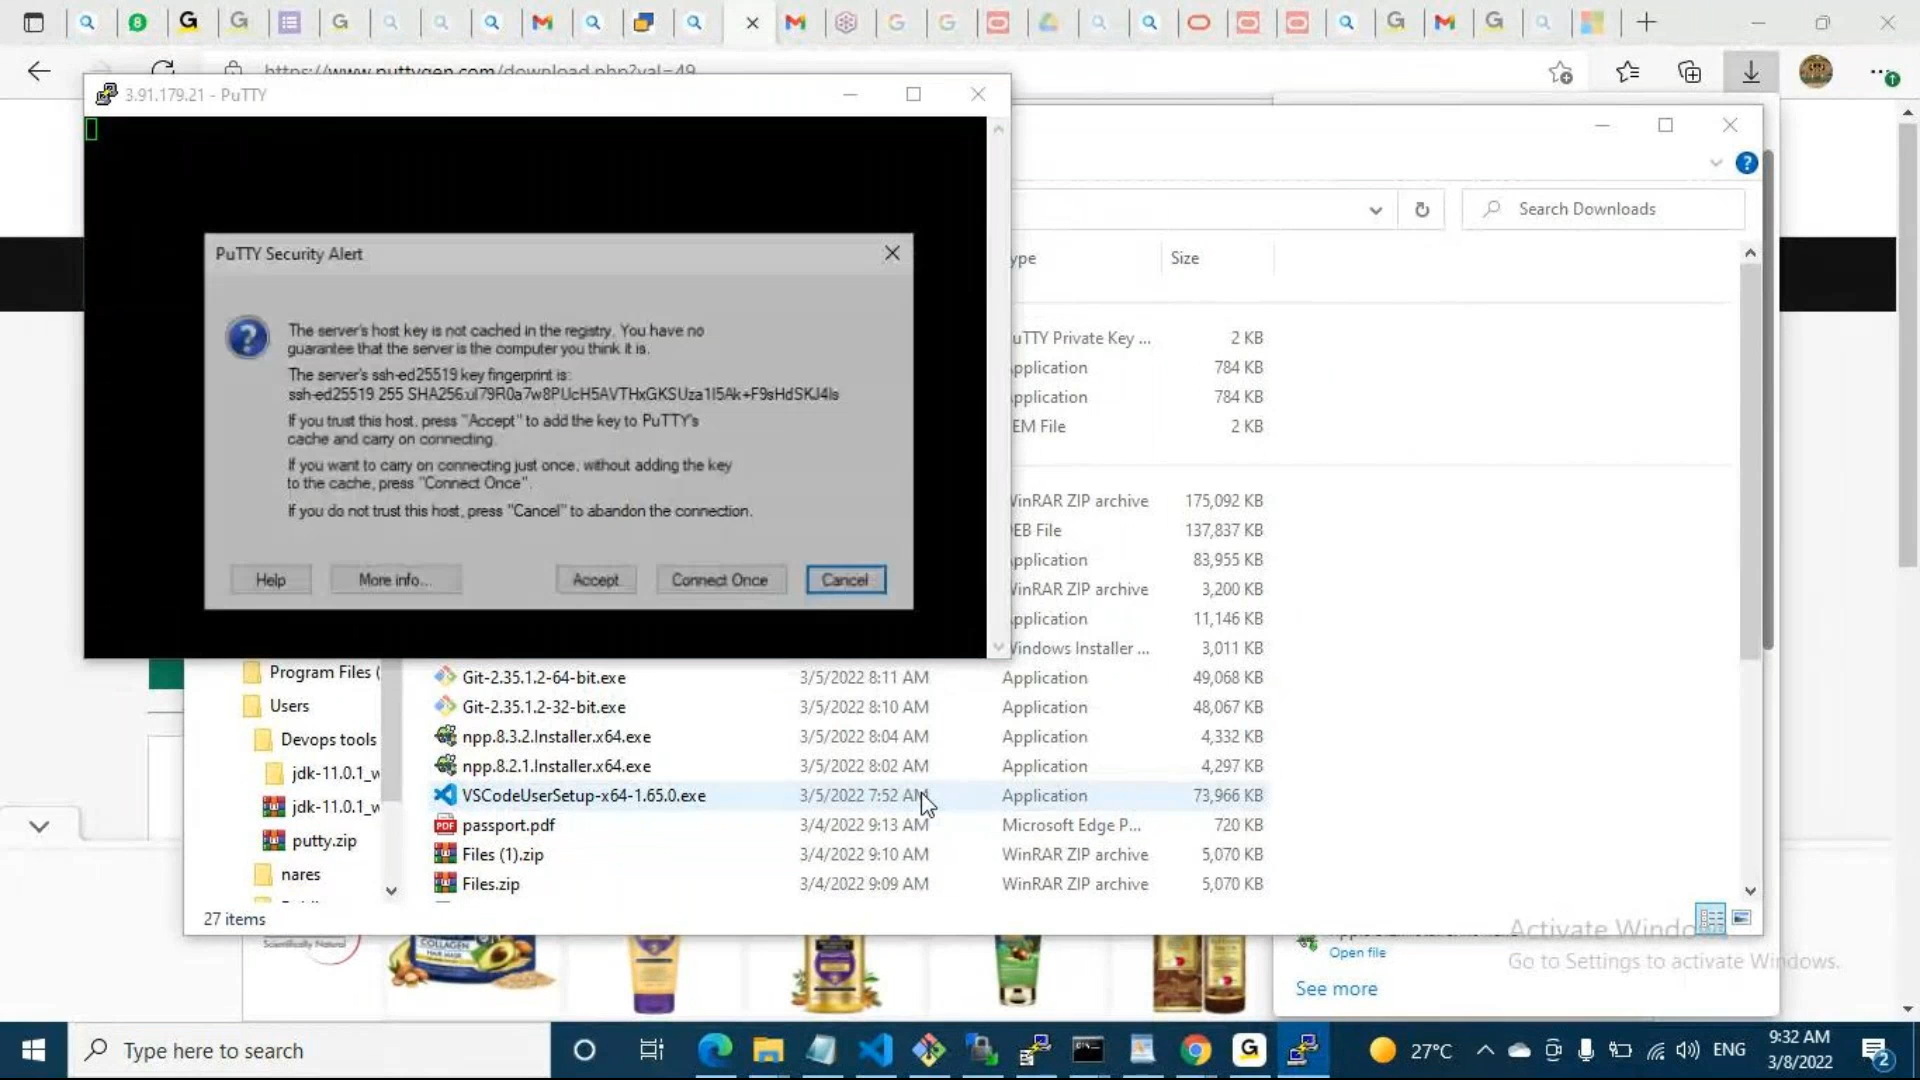 https://www.puttygen.com/download.php?val=49
3.91.179.21 - PuTTY
PuTTY Security Alert
The server's host key is not cached in the registry. You have no
guarantee that the server is the computer you think it is.
The server's ssh-ed25519 key fingerprint is:
If you trust this host, press "Accept" to add the key to PuTTY's
cache and carry on connecting.
If you want to carry on connecting just once, without adding the key
to the cache, press "Connect Once".
If you do not trust this host, press "Cancel" to abandon the connection.
Help More info... Accept Connect Once Cancel
Search Downloads
ype Size
uTTY Private Key ... 2 KB
pplication 784 KB
pplication 784 KB
EM File 2 KB
WinRAR ZIP archive 175,092 KB
DEB File 137,837 KB
pplication 83,955 KB
WinRAR ZIP archive 3,200 KB
pplication 11,146 KB
Windows Installer ... 3,011 KB
Git-2.35.1.2-64-bit.exe 3/5/2022 8:11 AM Application 49,068 KB
Git-2.35.1.2-32-bit.exe 3/5/2022 8:10 AM Application 48,067 KB
npp.8.3.2.Installer.x64.exe 3/5/2022 8:04 AM Application 4,332 KB
npp.8.2.1.Installer.x64.exe 3/5/2022 8:02 AM Application 4,297 KB
VSCodeUserSetup-x64-1.65.0.exe 3/5/2022 7:52 AM Application 73,966 KB
passport.pdf 3/4/2022 9:13 AM Microsoft Edge P... 720 KB
Files (1).zip 3/4/2022 9:10 AM WinRAR ZIP archive 5,070 KB
Files.zip 3/4/2022 9:09 AM WinRAR ZIP archive 5,070 KB
Program Files (
Users
Devops tools
jdk-11.0.1_w
jdk-11.0.1_w
putty.zip
nares
27 items
Scientifically Natural
COLLAGEN
HAIR MASK
Open file
See more
Activate Windo
Go to Settings to activate Windows.
Type here to search
27°C ENG
9:32 AM
3/8/2022
2